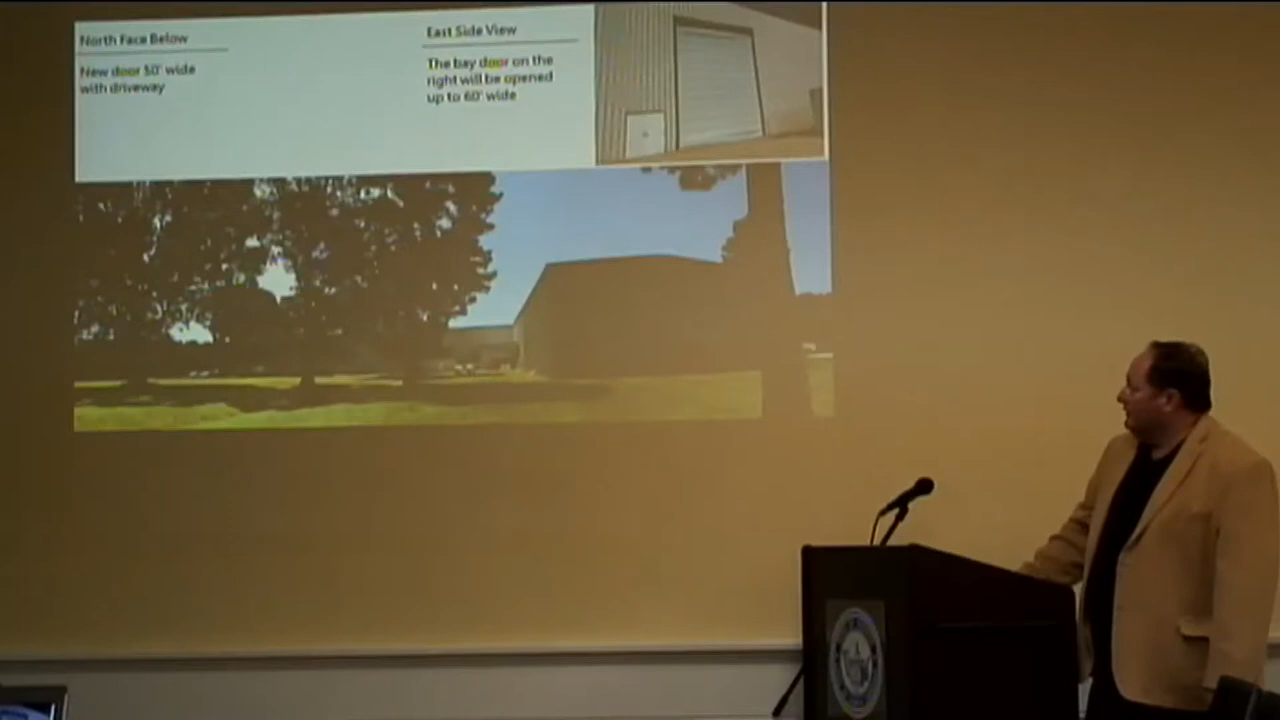 North Face Below
New door 50' wide
with driveway
East Side View
The bay door on the
right will be opened
up to 60' wide